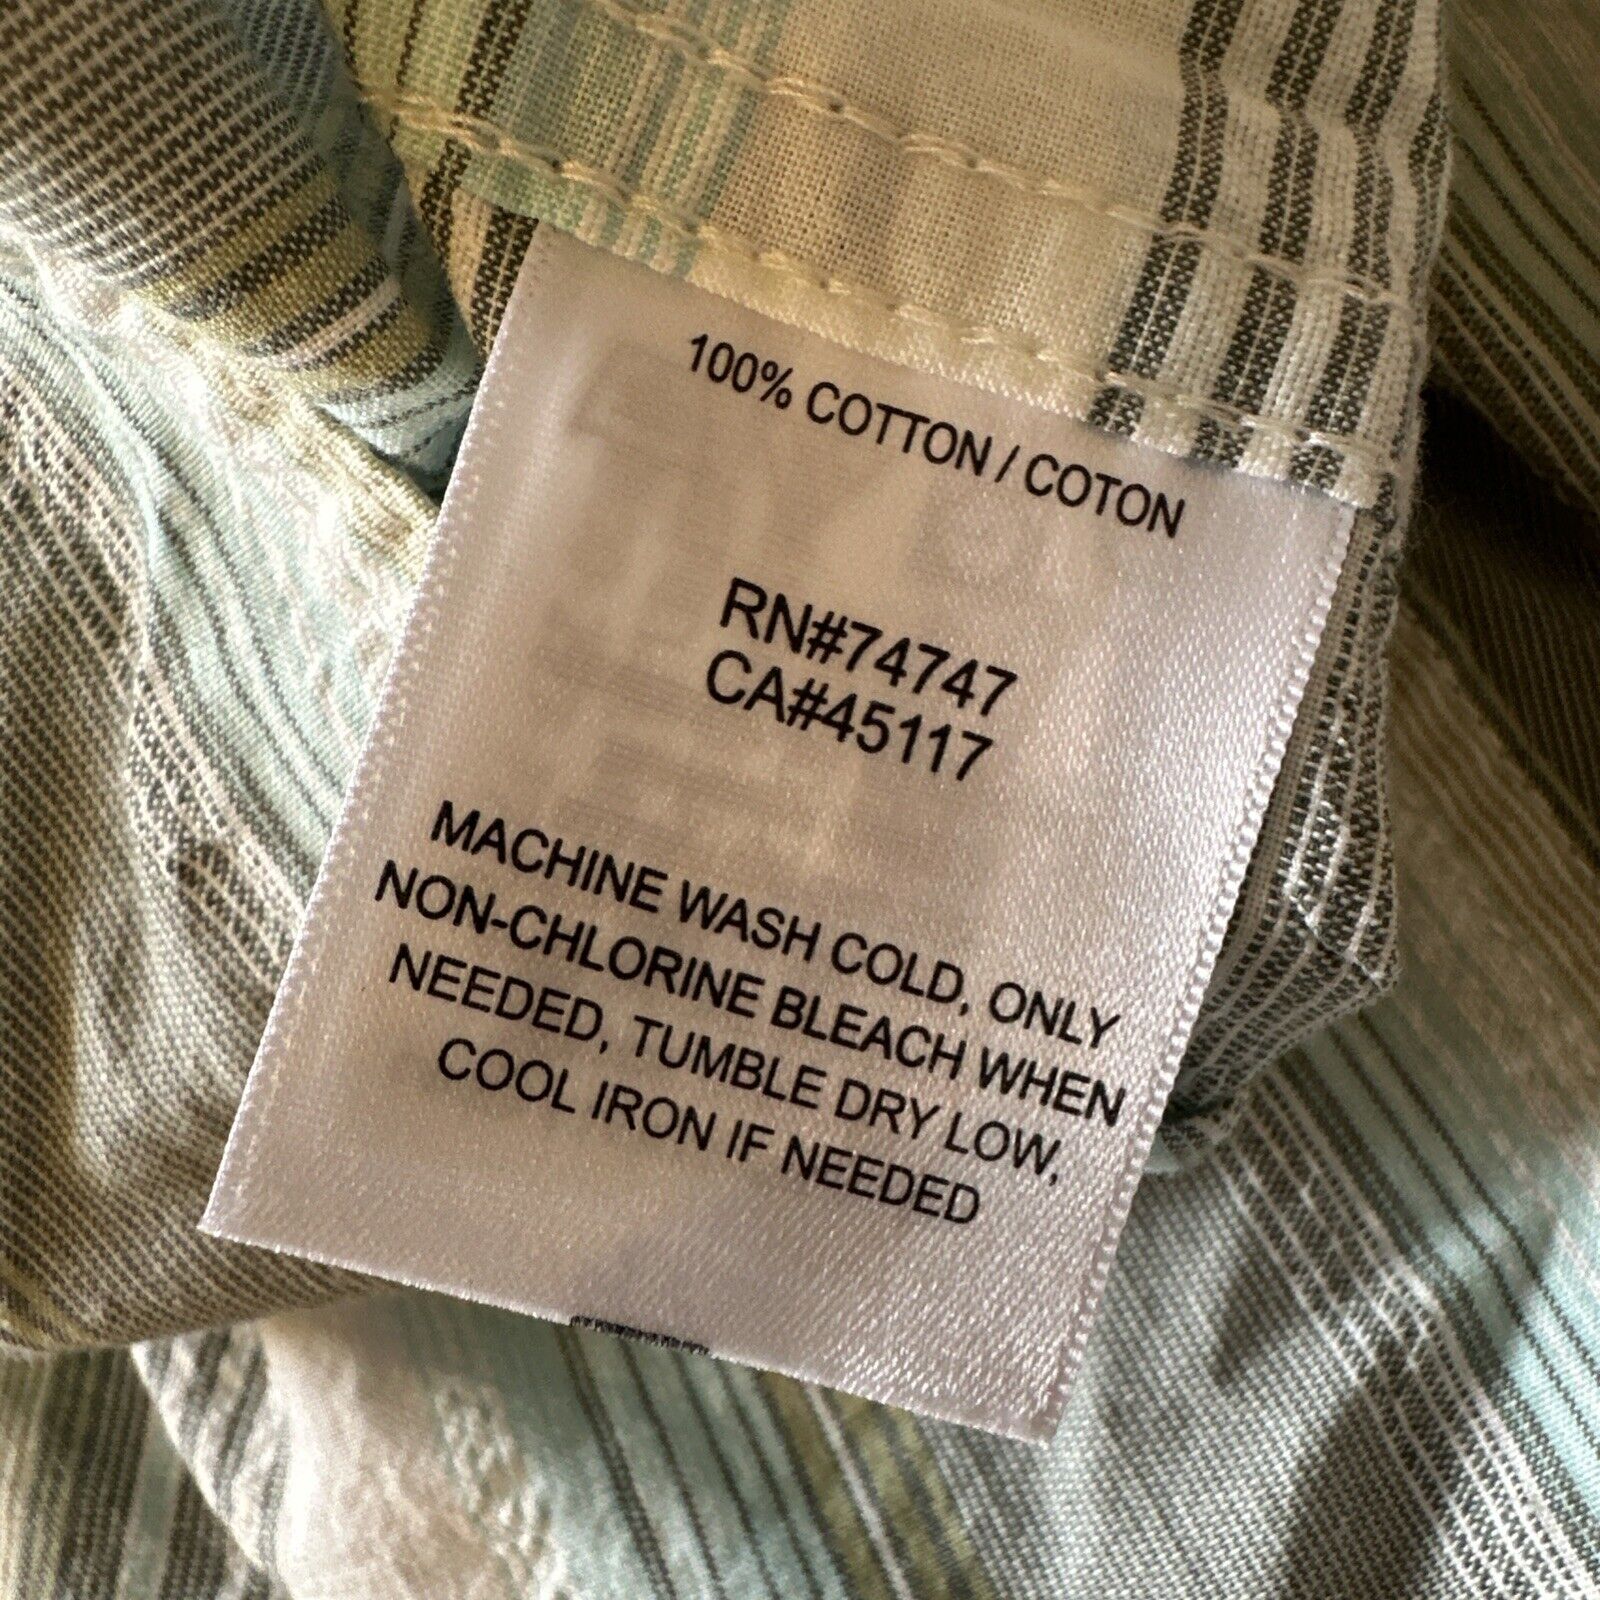 100% COTTON / COTON
RN#74747
CA#45117
MACHINE WASH COLD, ONLY
NON-CHLORINE BLEACH WHEN
NEEDED, TUMBLE DRY LOW,
COOL IRON IF NEEDED